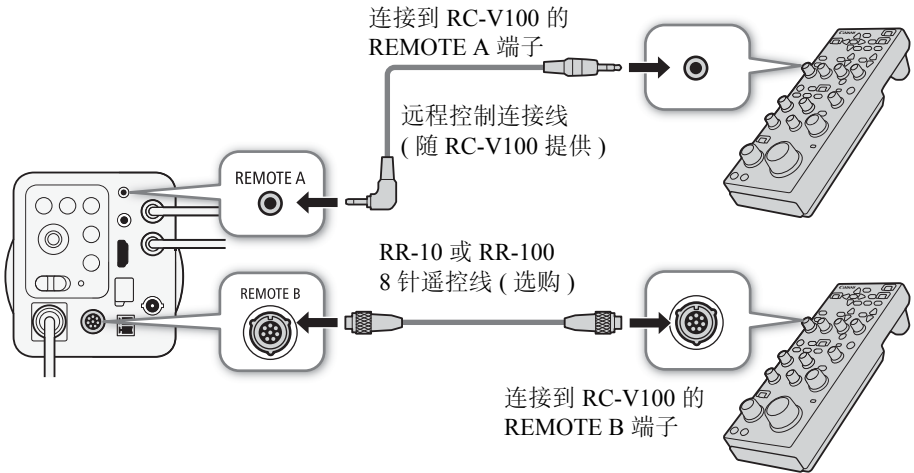 连接到 RC-V100 的
REMOTE A 端子
远程控制连接线
( 随 RC-V100 提供 )
REMOTE A
RR-10 或 RR-100
8 针遥控线 ( 选购 )
REMOTE B
连接到 RC-V100 的
REMOTE B 端子